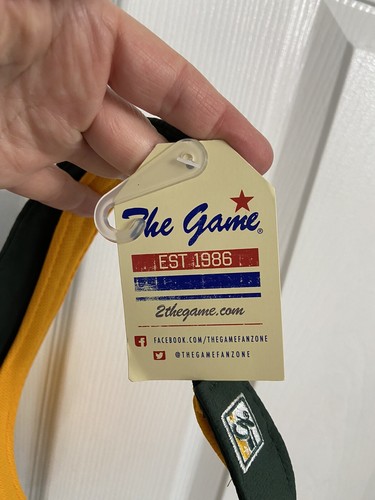 The Game®
EST 1986
2thegame.com
FACEBOOK.COM/THEGAMEFANZONE
@THEGAMEFANZONE